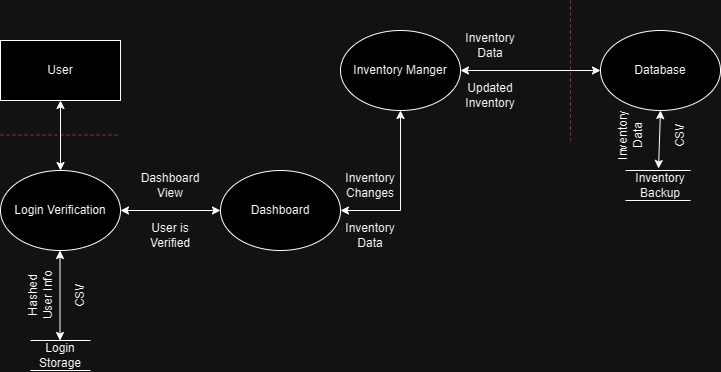 Inventory
Data
User
Inventory Manger
Database
Updated
Inventory
Inventory
Data
CSV
Dashboard
View
Inventory
Changes
Inventory
Backup
Login Verification
Dashboard
User is
Verified
Inventory
Data
Hashed
User Info
CSV
Login
Storage